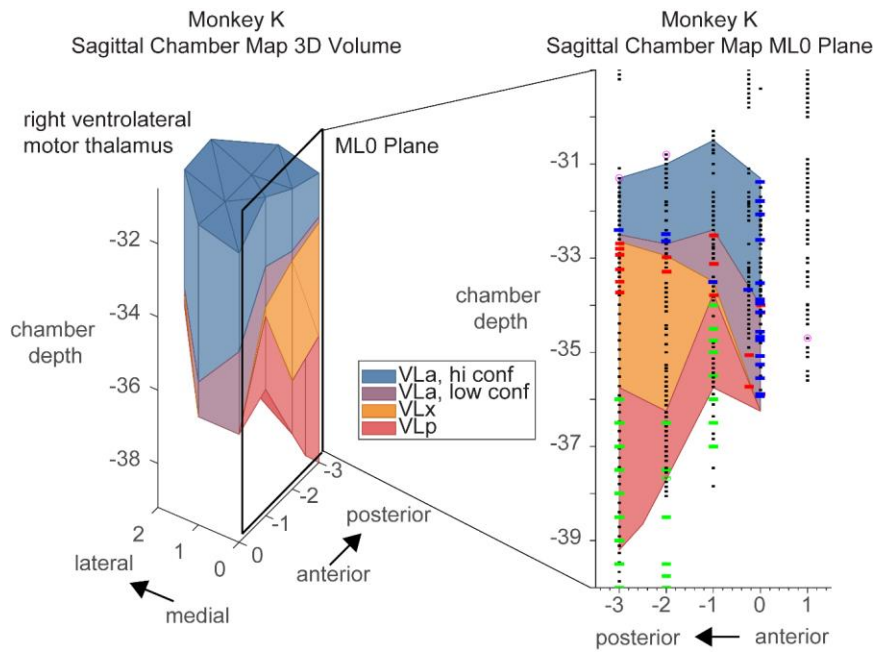 Monkey K
Sagittal Chamber Map 3D Volume
right ventrolateral
motor thalamus
ML0 Plane
-32
-34
-36
-38
chamber
depth
VLa, hi conf
VLa, low conf
VLx
VLp
2
1
0
0
-1
-2
-3
lateral
medial
posterior
anterior
Monkey K
Sagittal Chamber Map ML0 Plane
-31
-33
-35
-37
-39
chamber
depth
-3
-2
-1
0
1
posterior
anterior